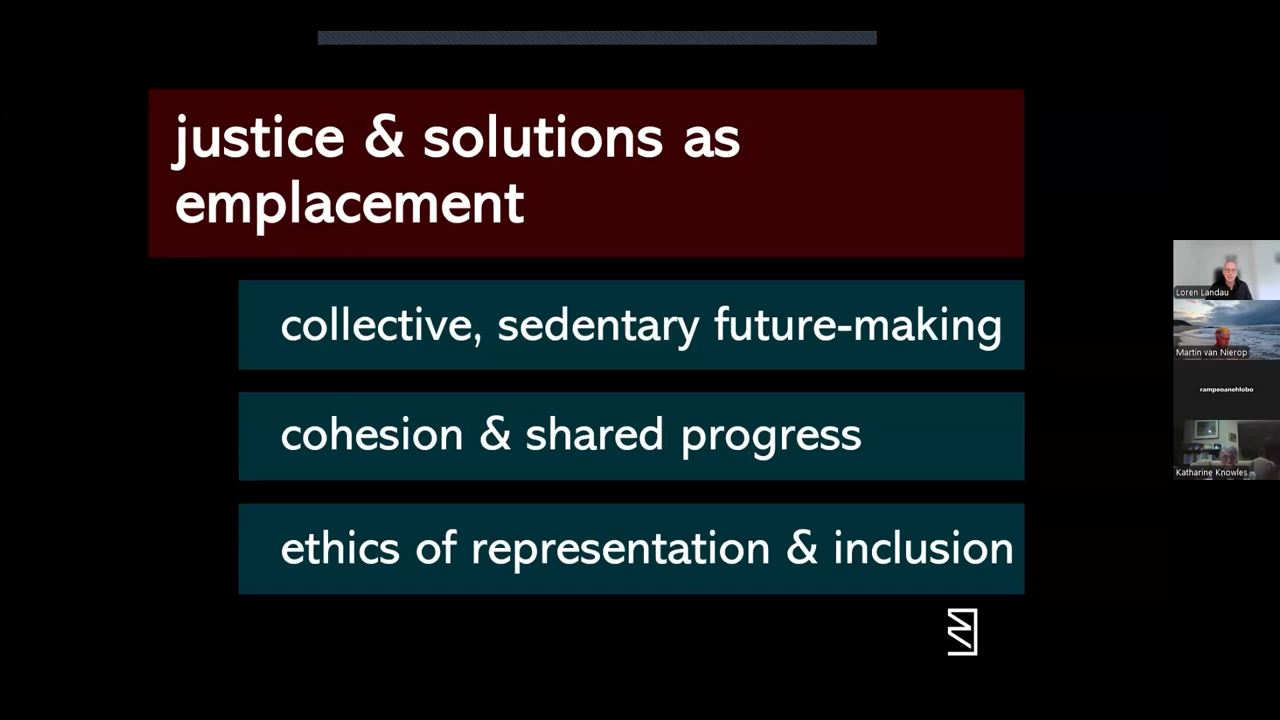 justice & solutions as
emplacement
collective, sedentary future-making
cohesion & shared progress
ethics of representation & inclusion
Loren Landau
Martin van Nierop
rampeoanehlobo
Katharine Knowles